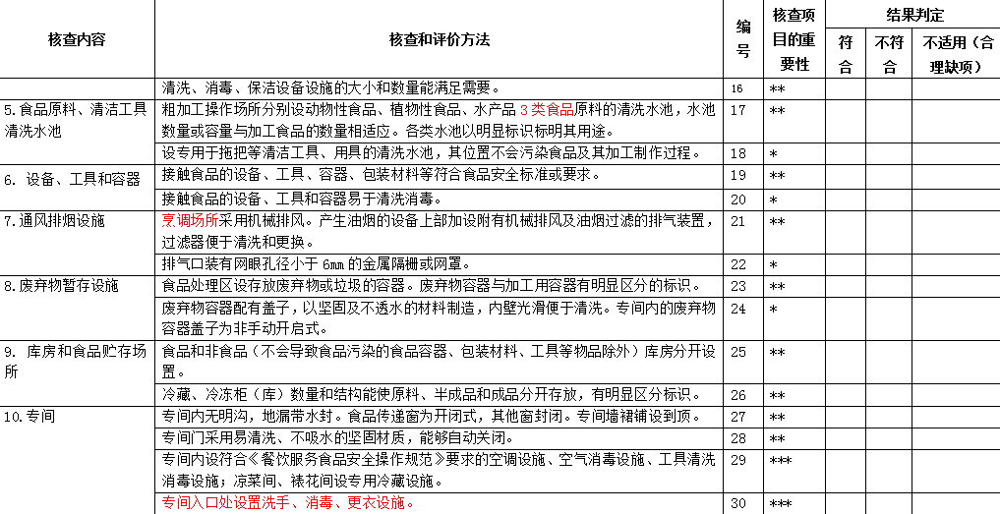 核查内容 核查和评价方法 编号 核查项目的重要性 结果判定
符合 不符合 不适用（合理缺项）
清洗、消毒、保洁设备设施的大小和数量能满足需要。 16 **
5.食品原料、清洁工具清洗水池 粗加工操作场所分别设动物性食品、植物性食品、水产品3类食品原料的清洗水池，水池 17 **
数量或容量与加工食品的数量相适应。各类水池以明显标识标明其用途。
设专用于拖把等清洁工具、用具的清洗水池，其位置不会污染食品及其加工制作过程。 18 *
6. 设备、工具和容器 接触食品的设备、工具、容器、包装材料等符合食品安全标准或要求。 19 **
接触食品的设备、工具和容器易于清洗消毒。 20 *
7.通风排烟设施 烹调场所采用机械排风。产生油烟的设备上部加设附有机械排风及油烟过滤的排气装置， 21 **
过滤器便于清洗和更换。
排气口装有网眼孔径小于6mm的金属隔栅或网罩。 22 *
8.废弃物暂存设施 食品处理区设存放废弃物或垃圾的容器。废弃物容器与加工用容器有明显区分的标识。 23 **
废弃物容器配有盖子，以坚固及不透水的材料制造，内壁光滑便于清洗。专间内的废弃物 24 *
容器盖子为非手动开启式。
9. 库房和食品贮存场所 食品和非食品（不会导致食品污染的食品容器、包装材料、工具等物品除外）库房分开设 25 **
置。
冷藏、冷冻柜（库）数量和结构能使原料、半成品和成品分开存放，有明显区分标识。 26 **
10.专间 专间内无明沟，地漏带水封。食品传递窗为开闭式，其他窗封闭。专间墙裙铺设到顶。 27 **
专间门采用易清洗、不吸水的坚固材质，能够自动关闭。 28 **
专间内设符合《餐饮服务食品安全操作规范》要求的空调设施、空气消毒设施、工具清洗 29 ***
消毒设施；凉菜间、裱花间设专用冷藏设施。
专间入口处设置洗手、消毒、更衣设施。 30 ***